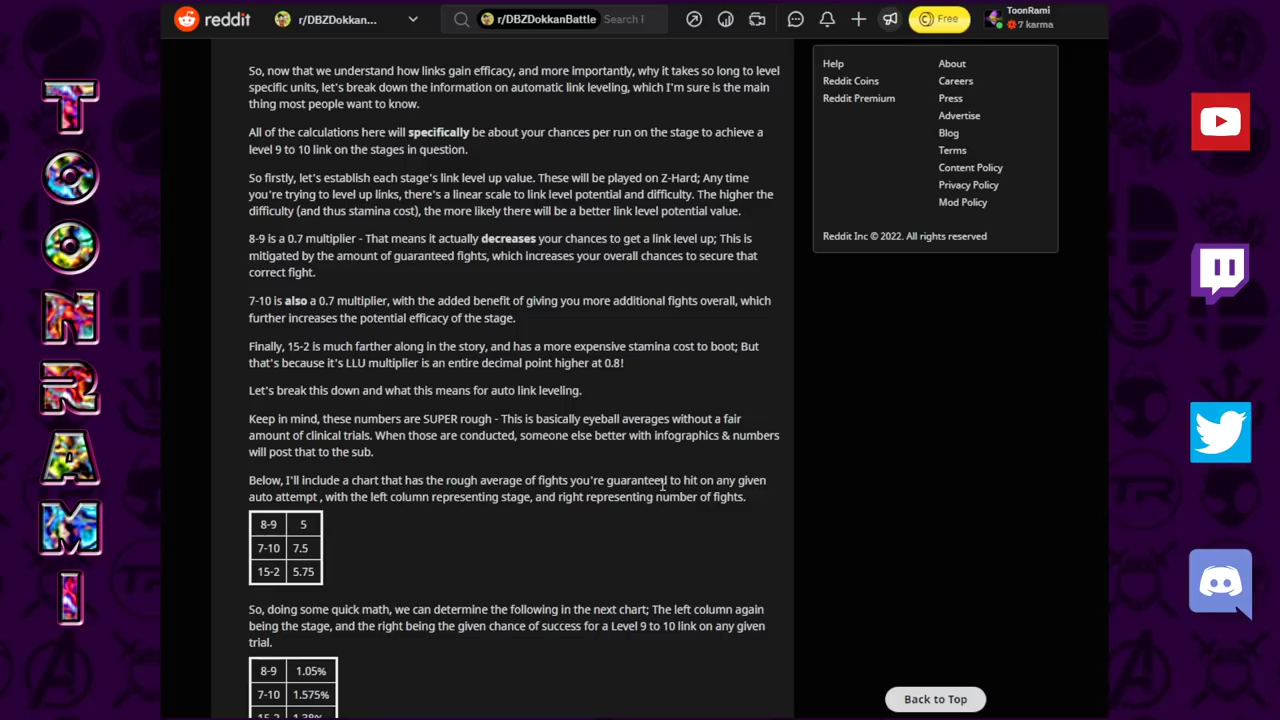 reddit
r/DBZDokkan...
r/DBZDokkanBattle
Free
ToonRami
7 karma
T
O
O
N
R
A
M
I
So, now that we understand how links gain efficacy, and more importantly, why it takes so long to level
specific units, let's break down the information on automatic link leveling, which I'm sure is the main
thing most people want to know.
All of the calculations here will specifically be about your chances per run on the stage to achieve a
level 9 to 10 link on the stages in question.
So firstly, let's establish each stage's link level up value. These will be played on Z-Hard; Any time
you're trying to level up links, there's a linear scale to link level potential and difficulty. The higher the
difficulty (and thus stamina cost), the more likely there will be a better link level potential value.
8-9 is a 0.7 multiplier - That means it actually decreases your chances to get a link level up; This is
mitigated by the amount of guaranteed fights, which increases your overall chances to secure that
correct fight.
7-10 is also a 0.7 multiplier, with the added benefit of giving you more additional fights overall, which
further increases the potential efficacy of the stage.
Finally, 15-2 is much farther along in the story, and has a more expensive stamina cost to boot; But
that's because it's LLU multiplier is an entire decimal point higher at 0.8!
Let's break this down and what this means for auto link leveling.
Keep in mind, these numbers are SUPER rough - This is basically eyeball averages without a fair
amount of clinical trials. When those are conducted, someone else better with infographics & numbers
will post that to the sub.
Below, I'll include a chart that has the rough average of fights you're guaranteed to hit on any given
auto attempt , with the left column representing stage, and right representing number of fights.
8-9 5
7-10 7.5
15-2 5.75
So, doing some quick math, we can determine the following in the next chart; The left column again
being the stage, and the right being the given chance of success for a Level 9 to 10 link on any given
trial.
8-9 1.05%
7-10 1.575%
15-2 1.38%
Help
About
Reddit Coins
Careers
Reddit Premium
Press
Advertise
Blog
Terms
Content Policy
Privacy Policy
Mod Policy
Reddit Inc © 2022. All rights reserved
Back to Top